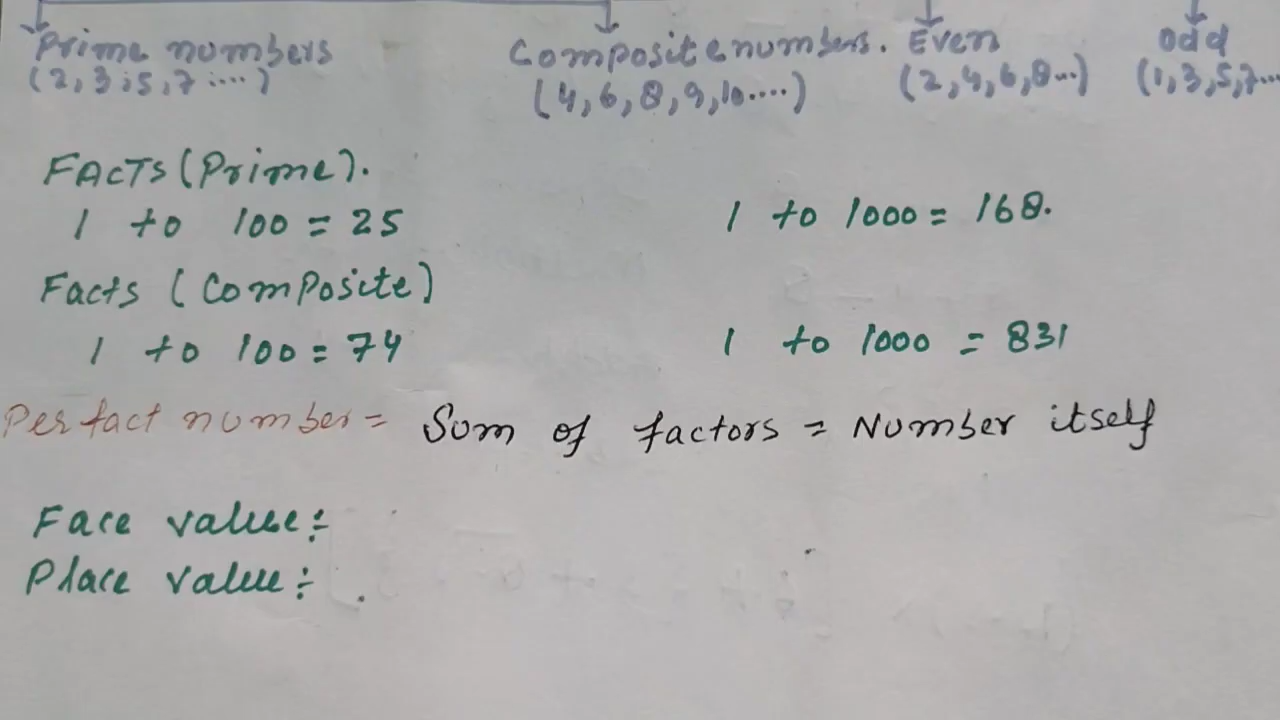 Prime numbers Composite numbers. Even Odd
(2,3,5,7....) (4,6,8,9,10....) (2,4,6,8...) (1,3,5,7...
FACTS (Prime).
1 to 100 = 25 1 to 1000 = 168.
Facts (Composite)
1 to 100 = 74 1 to 1000 = 831
Perfact number = Sum of factors = Number itself
Face value:-
Place value:-